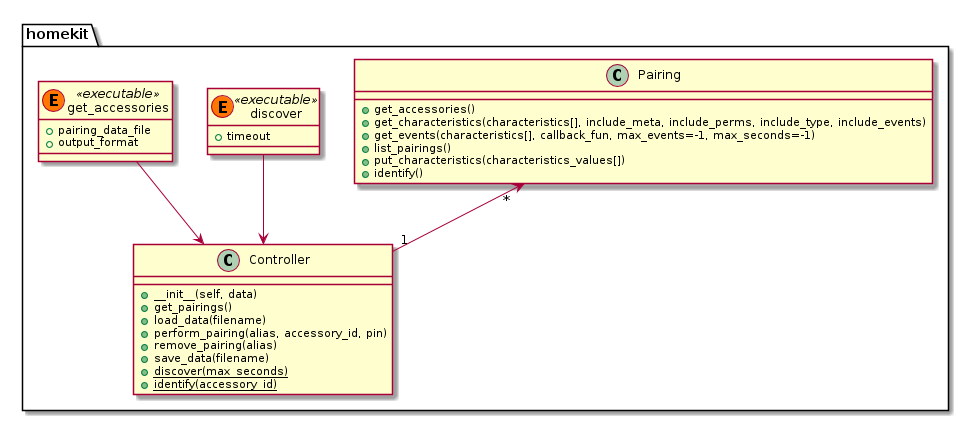 homekit
E
«executable»
get_accessories
pairing_data_file
output_format
E
«executable»
discover
timeout
C Pairing
get_accessories()
get_characteristics(characteristics[], include_meta, include_perms, include_type, include_events)
get_events(characteristics[], callback_fun, max_events=-1, max_seconds=-1)
list_pairings()
put_characteristics(characteristics_values[])
identify()
*
1
C Controller
__init__(self, data)
get_pairings()
load_data(filename)
perform_pairing(alias, accessory_id, pin)
remove_pairing(alias)
save_data(filename)
discover(max_seconds)
identify(accessory_id)